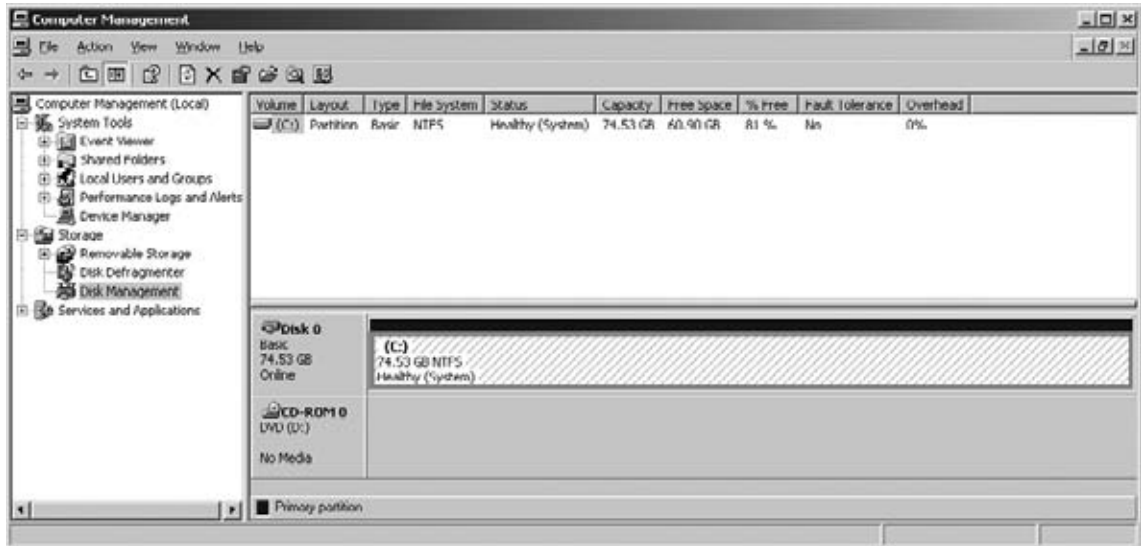 Computer Management
File Action View Window Help
Computer Management (Local)
System Tools
Event Viewer
Shared Folders
Local Users and Groups
Performance Logs and Alerts
Device Manager
Storage
Removable Storage
Disk Defragmenter
Disk Management
Services and Applications
Volume Layout Type File System Status Capacity Free Space % Free Fault Tolerance Overhead
(C:) Partition Basic NTFS Healthy (System) 74.53 GB 60.90 GB 81 % No 0%
Disk 0
Basic
74.53 GB
Online
(C:)
74.53 GB NTFS
Healthy (System)
CD-ROM 0
DVD (D:)
No Media
Primary partition